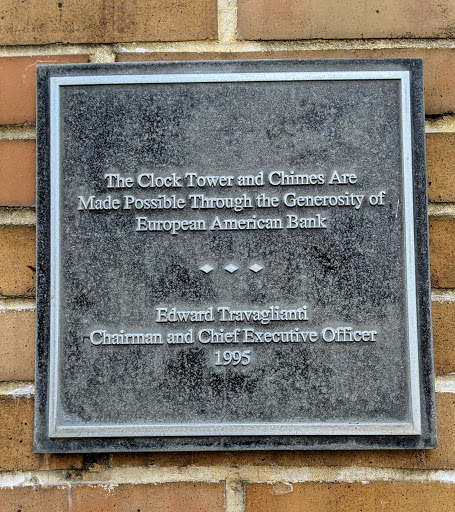 The Clock Tower and Chimes Are
Made Possible Through the Generosity of
European American Bank
Edward Travaglianti
Chairman and Chief Executive Officer
1995